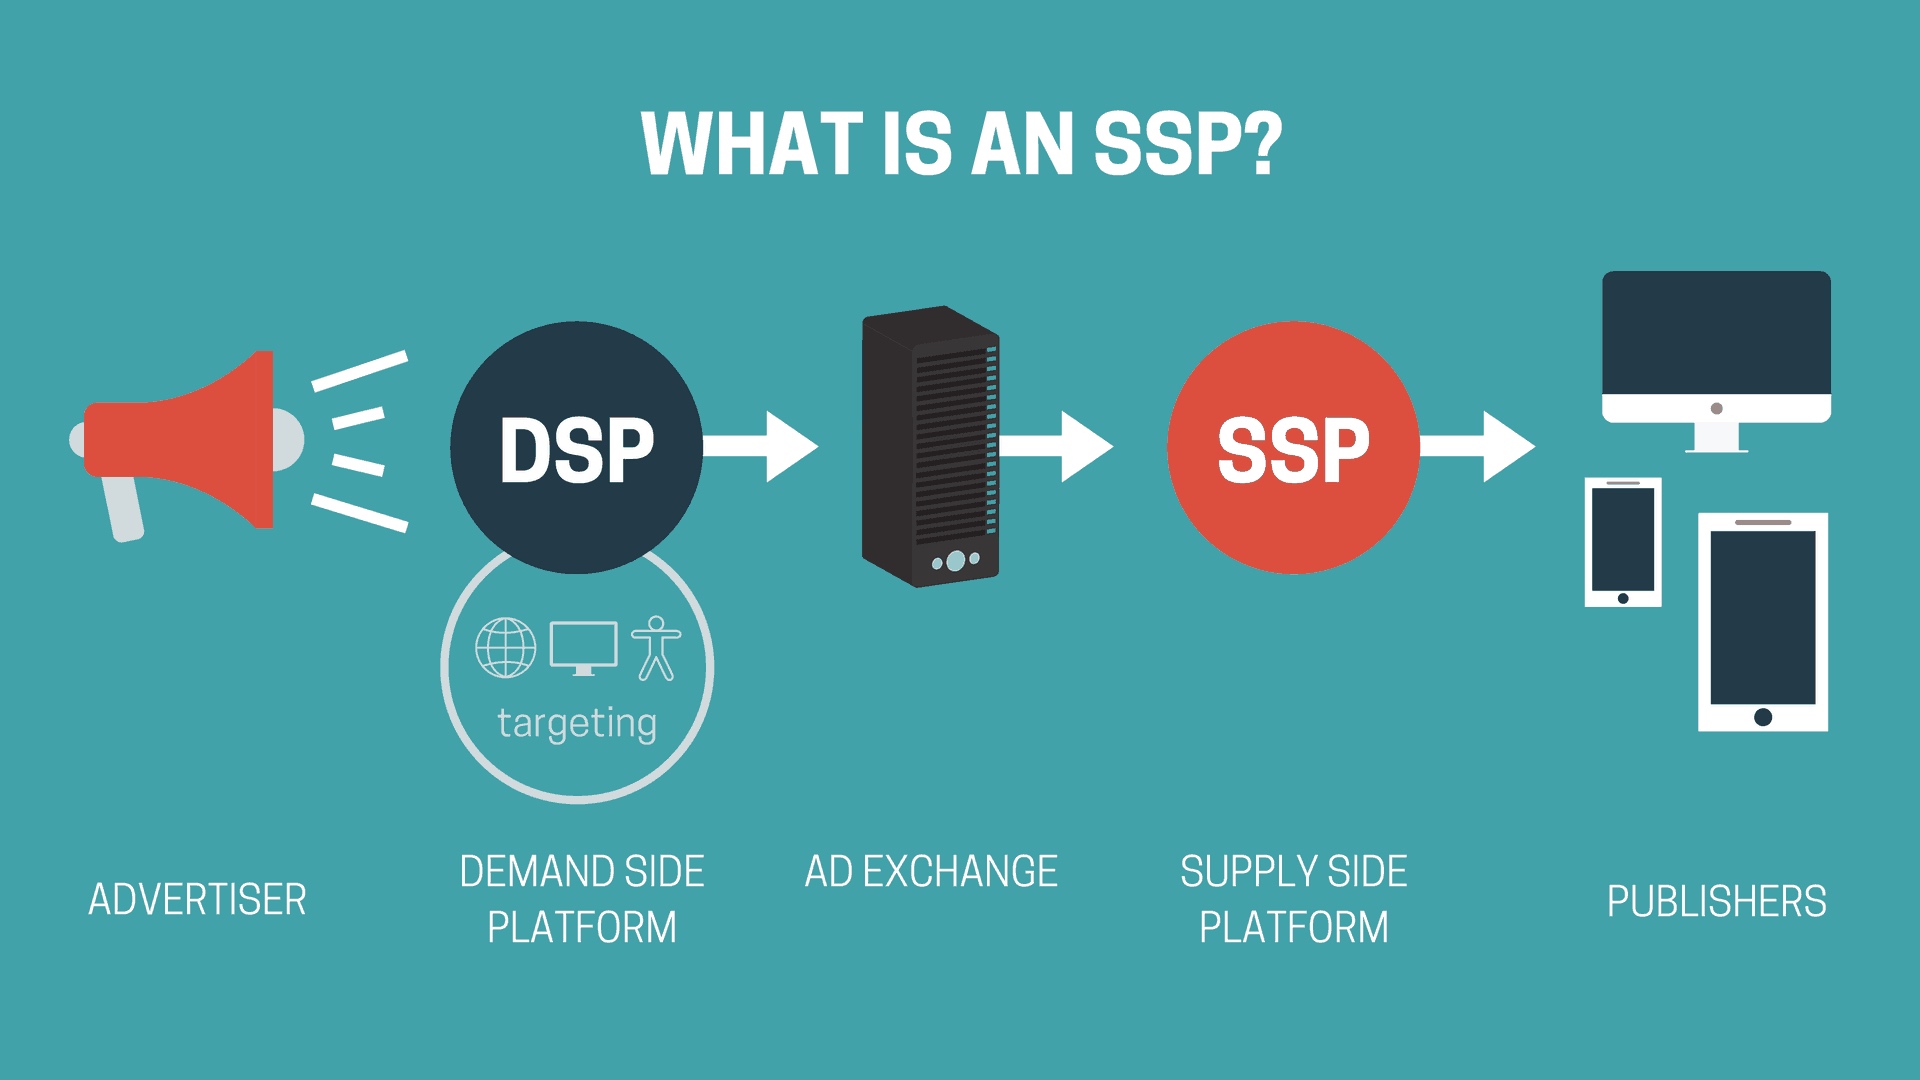 WHAT IS AN SSP?
DSP
SSP
targeting
ADVERTISER
DEMAND SIDE
PLATFORM
AD EXCHANGE
SUPPLY SIDE
PLATFORM
PUBLISHERS